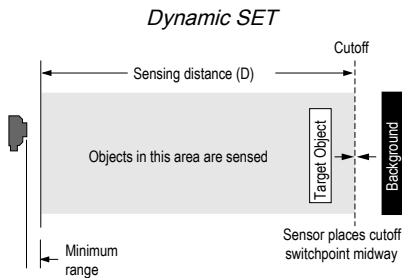 Dynamic SET
Cutoff
Sensing distance (D)
Objects in this area are sensed
Target Object
Background
Minimum
range
Sensor places cutoff
switchpoint midway